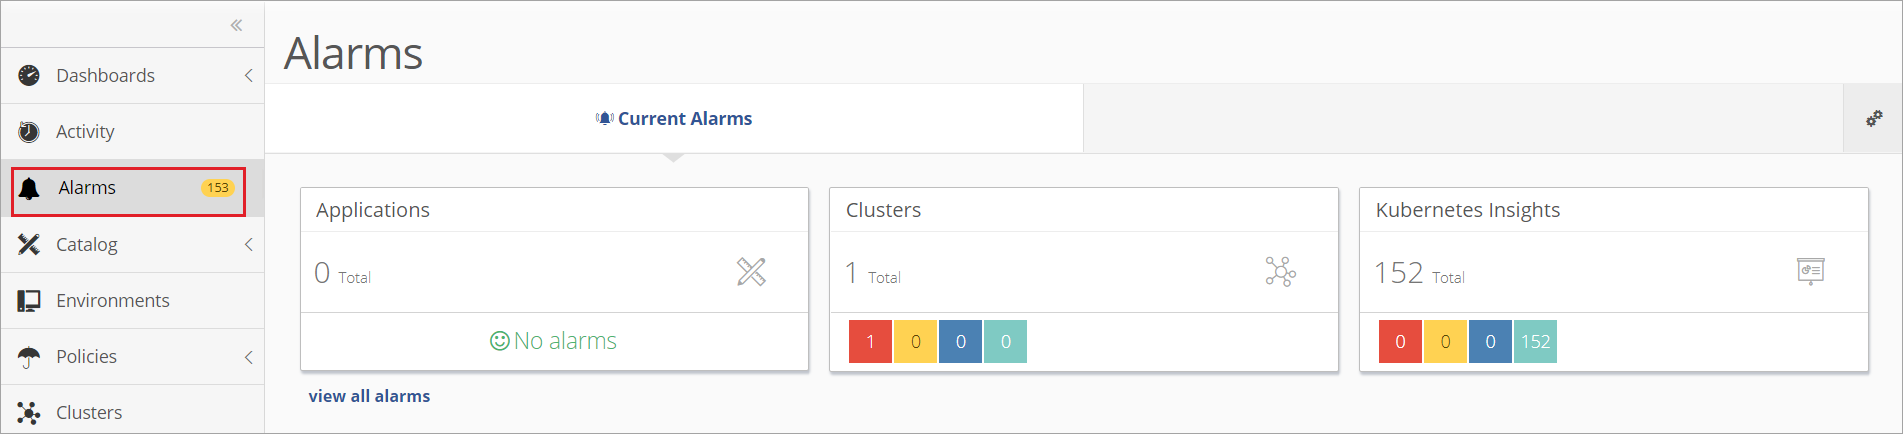 Dashboards
Activity
Alarms 153
Catalog
Environments
Policies
Clusters
Alarms
Current Alarms
Applications
0 Total
No alarms
Clusters
1 Total
1 0 0 0
Kubernetes Insights
152 Total
0 0 0 152
view all alarms